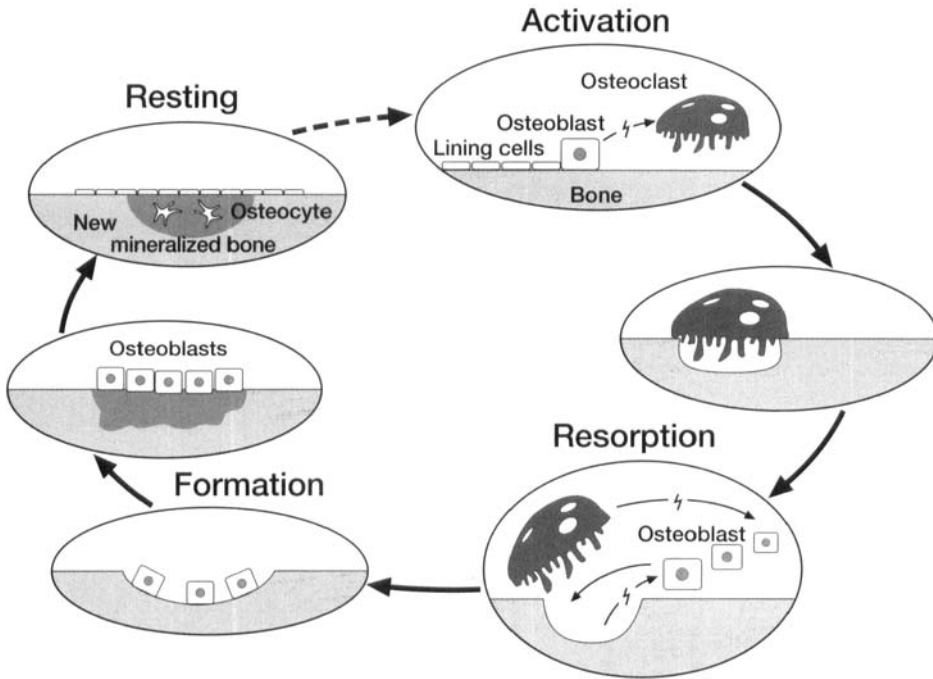 Activation
Osteoclast
Osteoblast
Lining cells
Bone
Resting
New
Osteocyte
mineralized bone
Osteoblasts
Resorption
Osteoblast
Formation